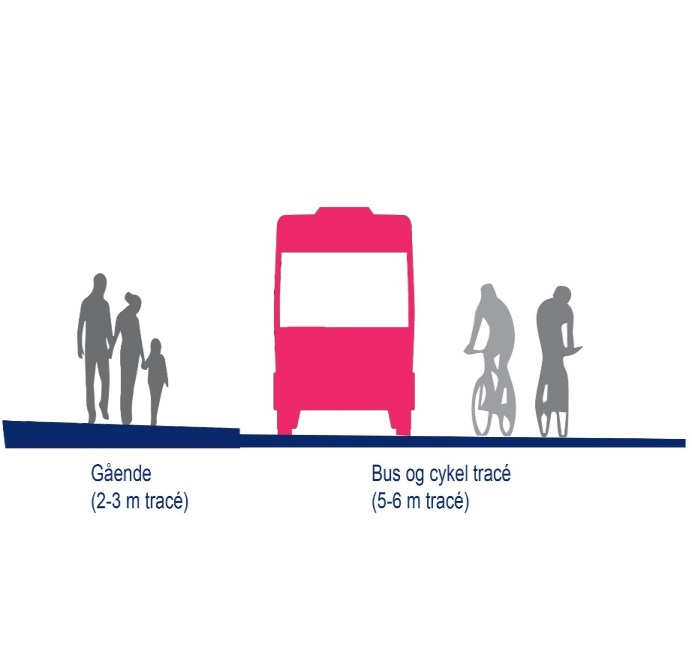 Gående
(2-3 m tracé)
Bus og cykel tracé
(5-6 m tracé)